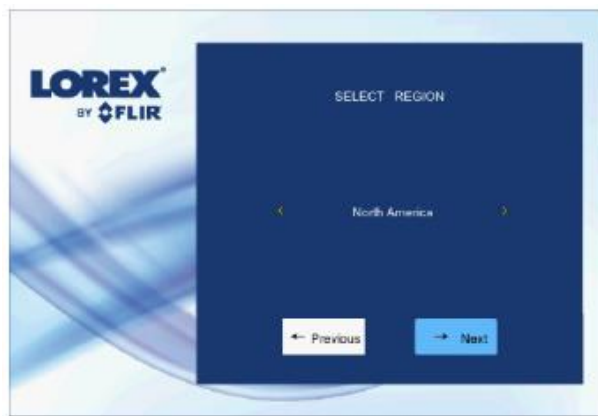 LOREX
BY FLIR
SELECT REGION
< North America >
← Previous
→ Next